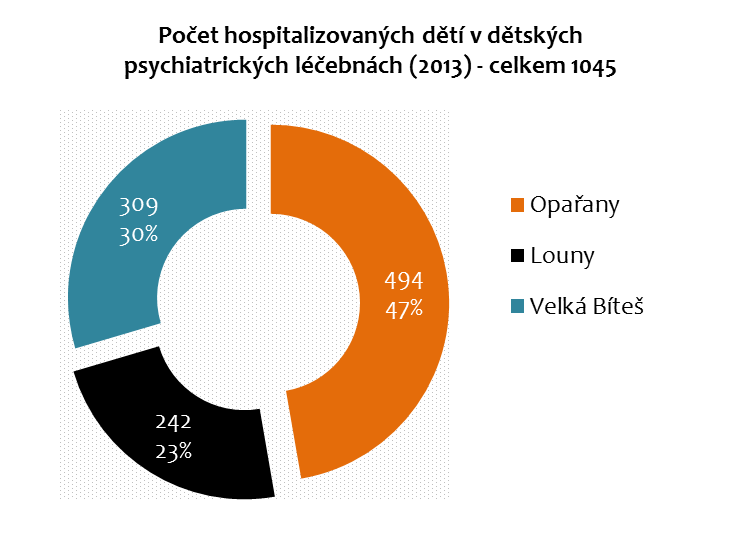 Počet hospitalizovaných dětí v dětských
psychiatrických léčebnách (2013) - celkem 1045
309
30%
494
47%
242
23%
Opařany
Louny
Velká Bíteš